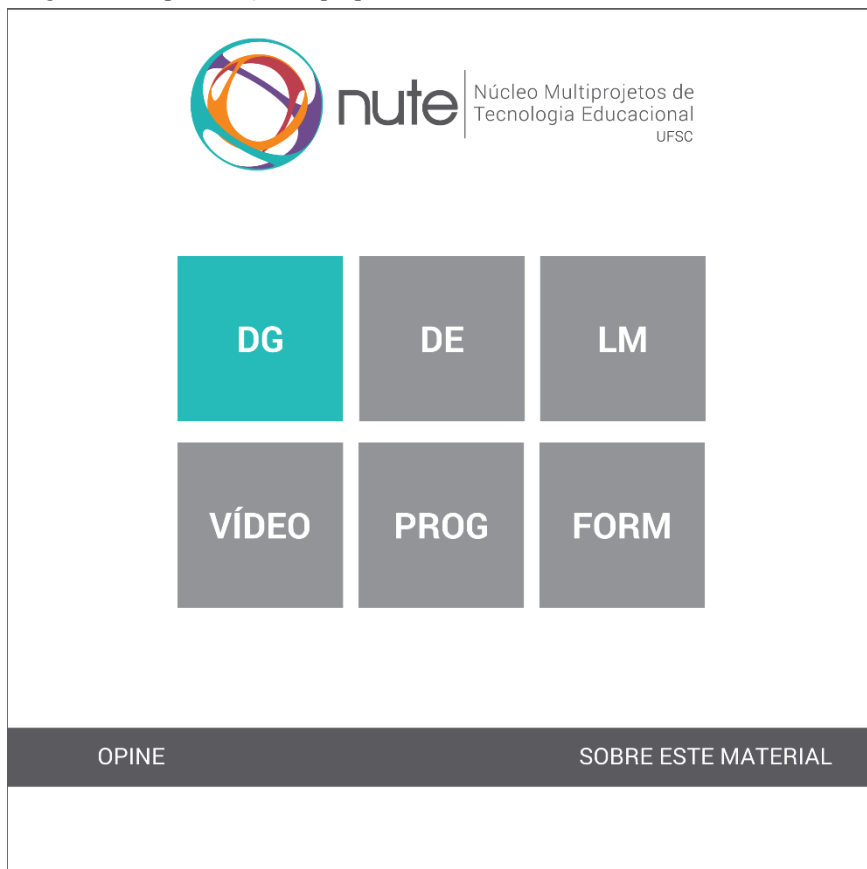 nute
Núcleo Multiprojetos de
Tecnologia Educacional
UFSC
DG DE LM
VÍDEO PROG FORM
OPINE SOBRE ESTE MATERIAL